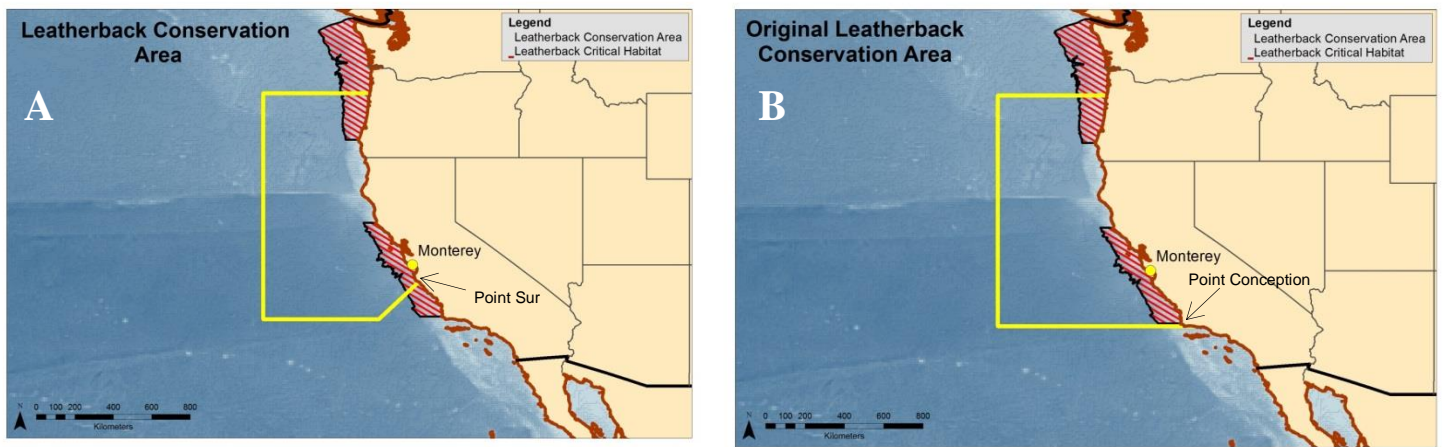 Leatherback Conservation
Area
Legend
Leatherback Conservation Area
Leatherback Critical Habitat
A
Monterey
Point Sur
N
0 100 200 400 600 800
Kilometers
Original Leatherback
Conservation Area
Legend
Leatherback Conservation Area
Leatherback Critical Habitat
B
Monterey
Point Conception
N
0 100 200 400 600 800
Kilometers